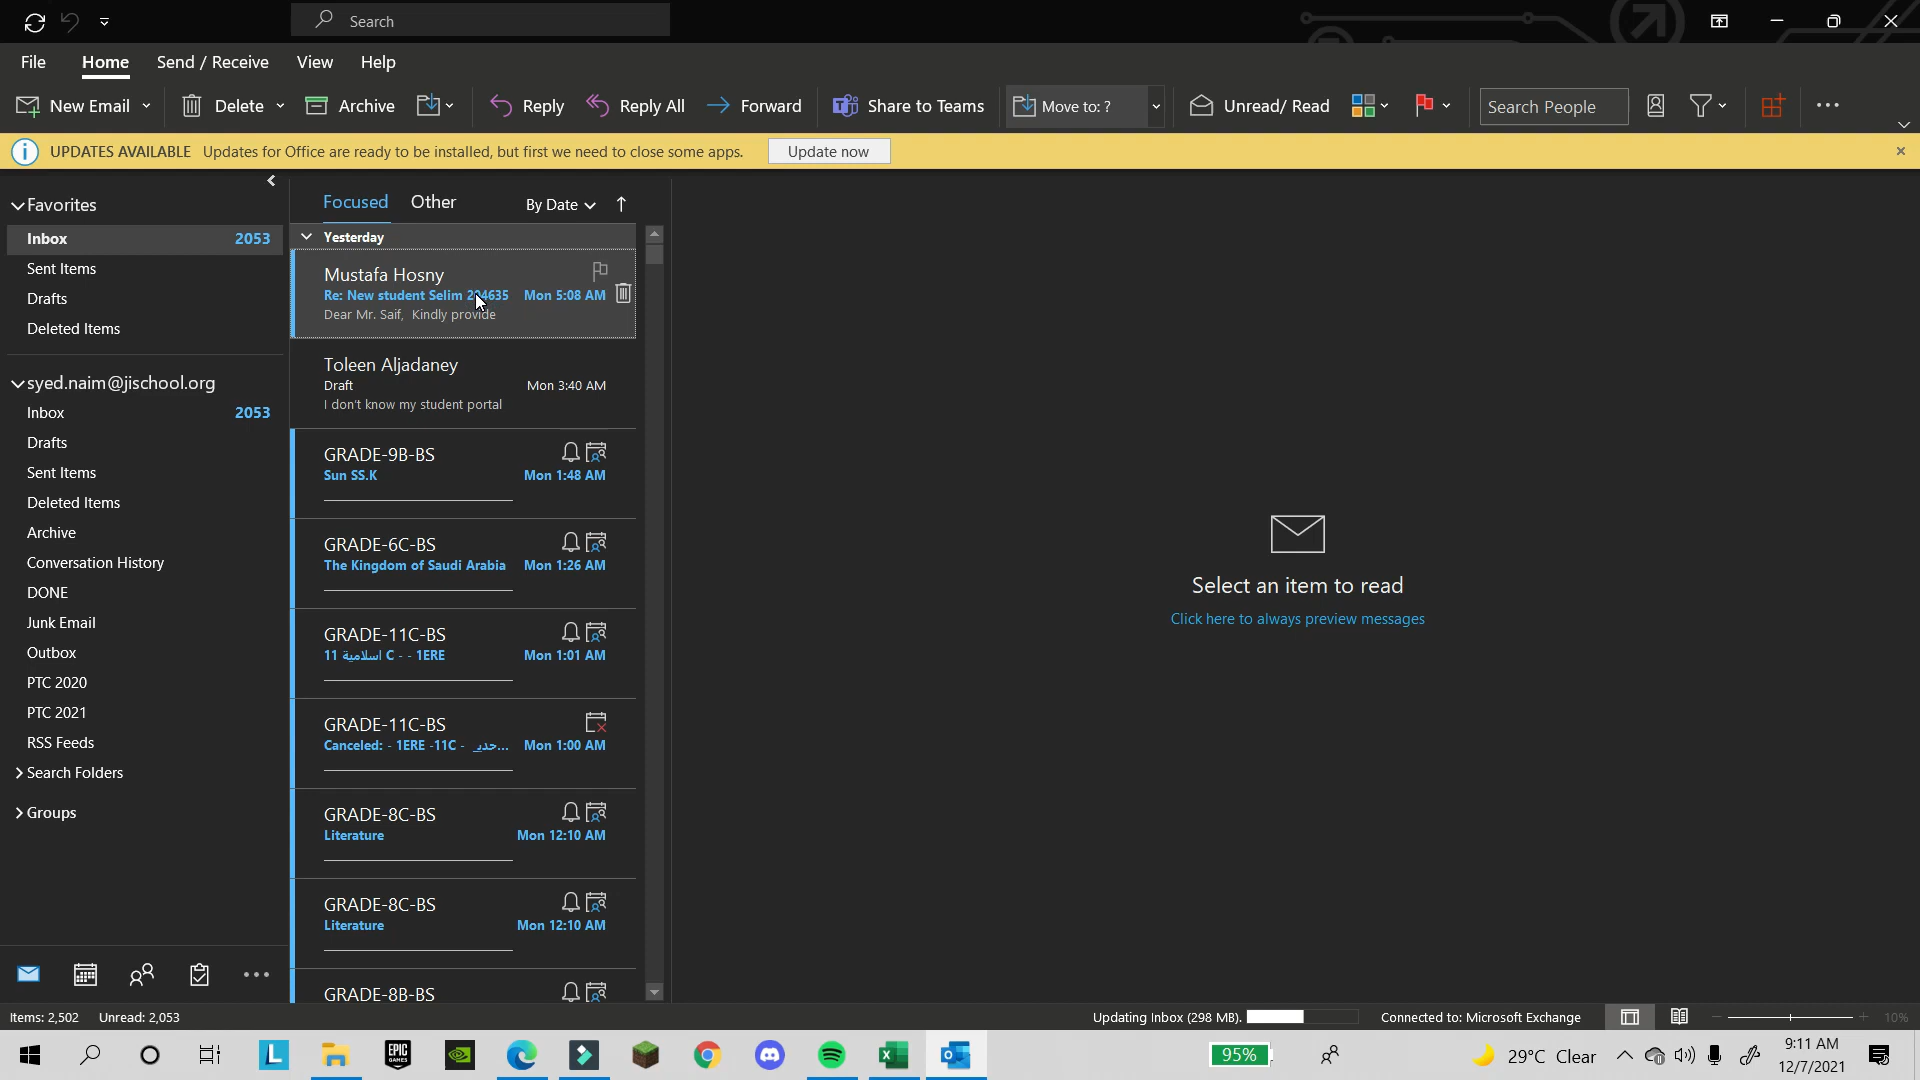 Search
File Home Send / Receive View Help
New Email Delete Archive Reply Reply All Forward Share to Teams Move to: ? Unread/ Read Search People
UPDATES AVAILABLE Updates for Office are ready to be installed, but first we need to close some apps. Update now
Favorites
Inbox 2053
Sent Items
Drafts
Deleted Items
syed.naim@jischool.org
Inbox 2053
Drafts
Sent Items
Deleted Items
Archive
Conversation History
DONE
Junk Email
Outbox
PTC 2020
PTC 2021
RSS Feeds
Search Folders
Groups
Focused Other By Date
Yesterday
Mustafa Hosny
Re: New student Selim Mon 5:08 AM
Dear Mr. Saif, Kindly provide
Toleen Aljadaney
Draft Mon 3:40 AM
I don't know my student portal
GRADE-9B-BS
Sun SS.K Mon 1:48 AM
GRADE-6C-BS
The Kingdom of Saudi Arabia Mon 1:26 AM
GRADE-11C-BS
11 اسلامية C - - 1ERE Mon 1:01 AM
GRADE-11C-BS
Canceled: - 1ERE -11C - Mon 1:00 AM
GRADE-8C-BS
Literature Mon 12:10 AM
GRADE-8C-BS
Literature Mon 12:10 AM
GRADE-8B-BS
Select an item to read
Click here to always preview messages
Items: 2,502 Unread: 2,053 Updating Inbox (298 MB). Connected to: Microsoft Exchange 10%
L EPIC GAMES 95% 29°C Clear 9:11 AM
12/7/2021